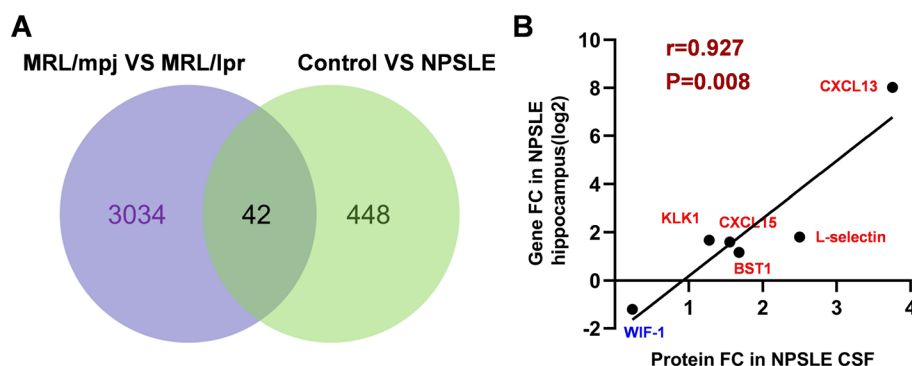 A
MRL/mpj VS MRL/lpr
Control VS NPSLE
3034
42
448
B
r=0.927
P=0.008
Gene FC in NPSLE
hippocampus(log2)
10
8
6
4
2
0
-2
CXCL13
KLK1
CXCL15
L-selectin
BST1
WIF-1
1
2
3
4
Protein FC in NPSLE CSF